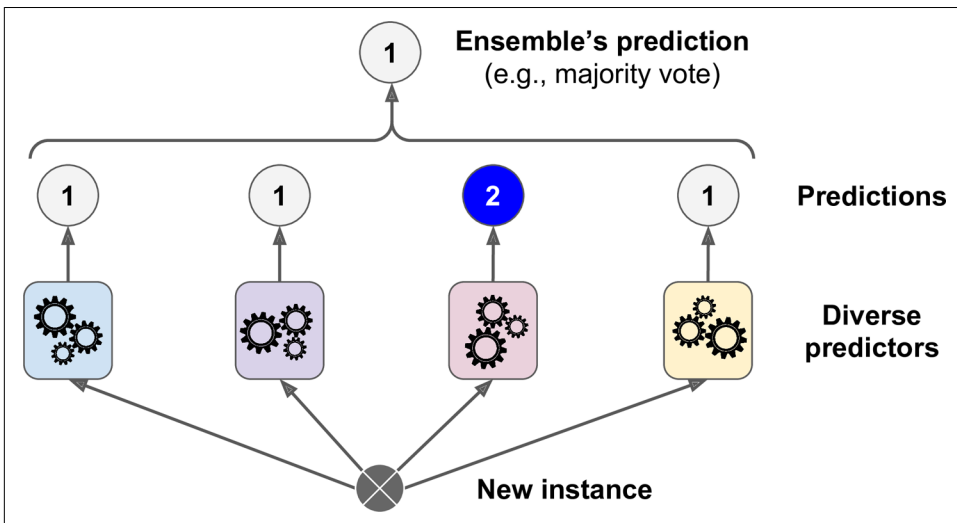 1
Ensemble's prediction
(e.g., majority vote)
1 1 2 1 Predictions
Diverse
predictors
New instance